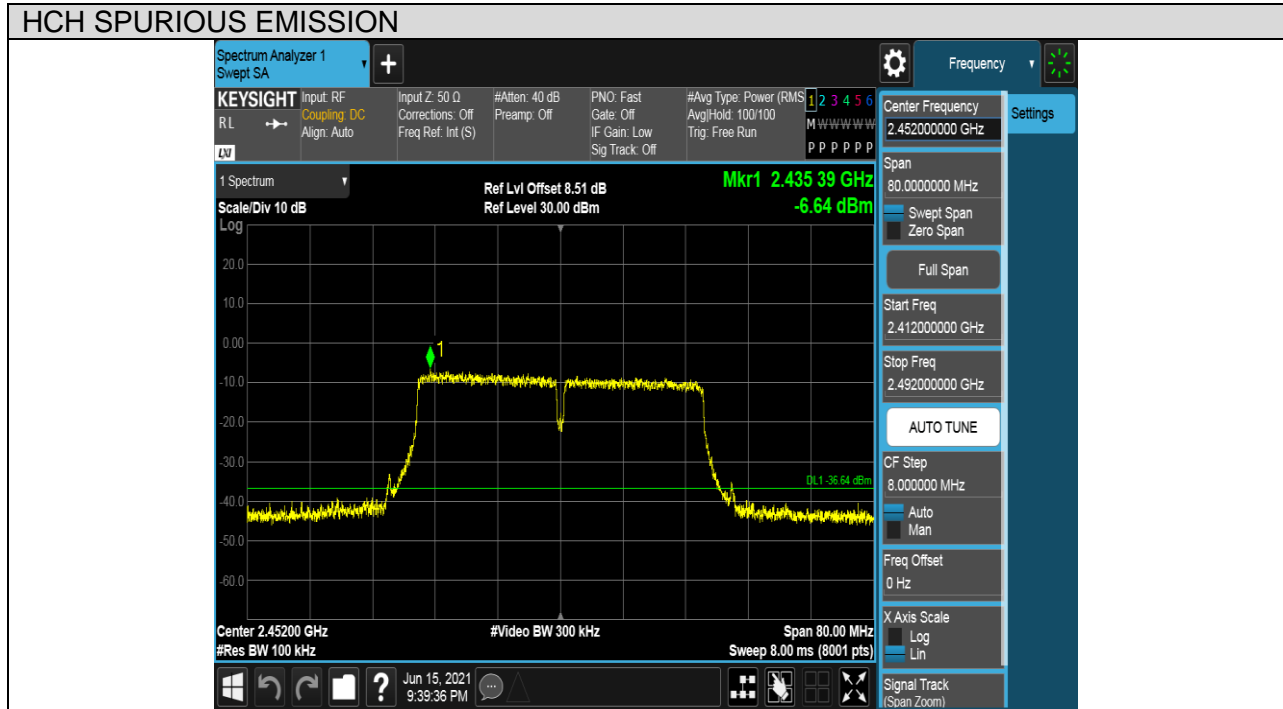 HCH SPURIOUS EMISSION
Spectrum Analyzer 1
Swept SA
+
Frequency
KEYSIGHT
RL
LXI
Input: RF
Coupling: DC
Align: Auto
Input Z: 50 Ω
Corrections: Off
Freq Ref: Int (S)
#Atten: 40 dB
Preamp: Off
PNO: Fast
Gate: Off
IF Gain: Low
Sig Track: Off
#Avg Type: Power (RMS
Avg|Hold: 100/100
Trig: Free Run
1 2 3 4 5 6
M W W W W W
P P P P P P
1 Spectrum
Scale/Div 10 dB
Log
Ref Lvl Offset 8.51 dB
Ref Level 30.00 dBm
Mkr1 2.435 39 GHz
-6.64 dBm
20.0
10.0
0.00
-10.0
-20.0
-30.0
-40.0
-50.0
-60.0
1
DL1 -36.64 dBm
Center 2.45200 GHz
#Res BW 100 kHz
#Video BW 300 kHz
Span 80.00 MHz
Sweep 8.00 ms (8001 pts)
Center Frequency
2.452000000 GHz
Settings
Span
80.0000000 MHz
Swept Span
Zero Span
Full Span
Start Freq
2.412000000 GHz
Stop Freq
2.492000000 GHz
AUTO TUNE
CF Step
8.000000 MHz
Auto
Man
Freq Offset
0 Hz
X Axis Scale
Log
Lin
Signal Track
(Span Zoom)
?
Jun 15, 2021
9:39:36 PM